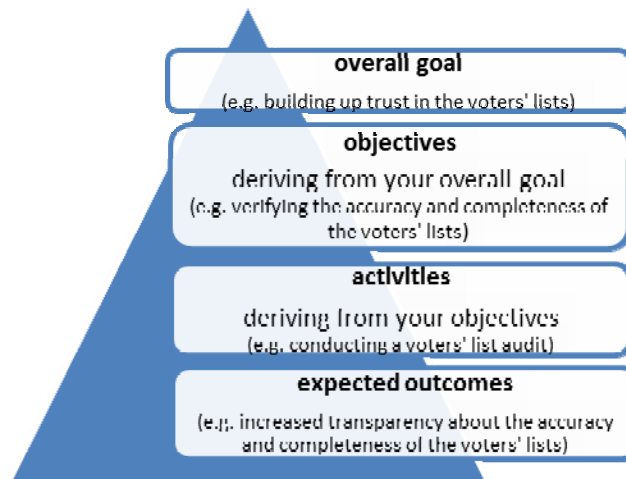 overall goal
(e.g. building up trust in the voters' lists)
objectives
deriving from your overall goal
(e.g. verifying the accuracy and completeness of
the voters' lists)
activities
deriving from your objectives
(e.g. conducting a voters' list audit)
expected outcomes
(e.g. increased transparency about the accuracy
and completeness of the voters' lists)